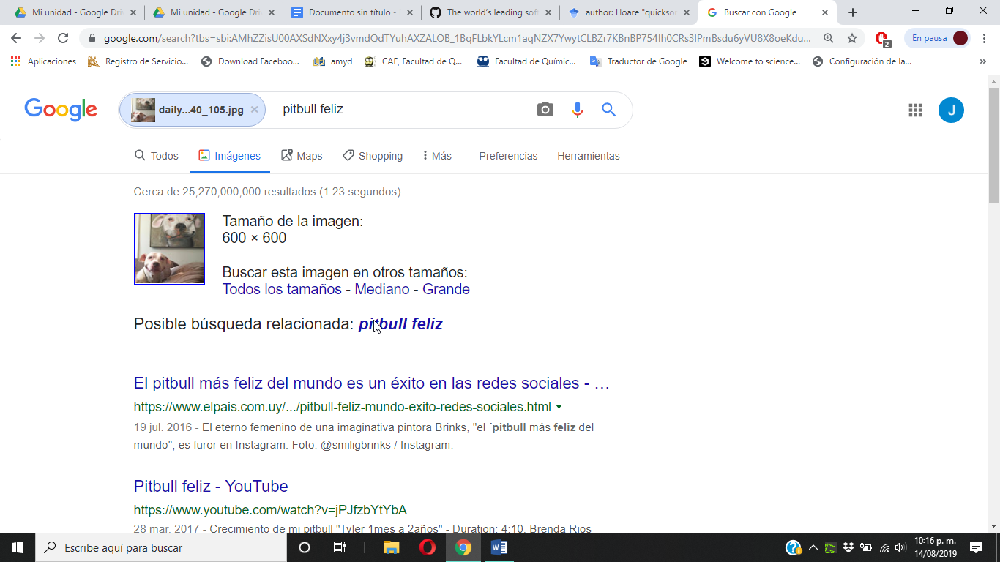 Mi unidad - Google Dri
Mi unidad - Google Dri
Documento sin título -
The world's leading sof
author: Hoare "quickso
Buscar con Google
google.com/search?tbs=sbi:AMhZZisU00AXSdNXxy4j3vmdQdTYuhAXZALOB_1BqFLbkYLcm1aqNZX7YwytCLBZr7KBnBP754Ih0CRs3IPmBsdu6yVU8X8oeKdu...
2
En pausa
Aplicaciones
Registro de Servicio...
Download Faceboo...
amyd
CAE, Facultad de Q...
Facultad de Químic...
Traductor de Google
Welcome to science...
Configuración de la...
»
Google
daily...40_105.jpg
pitbull feliz
J
Todos
Imágenes
Maps
Shopping
Más
Preferencias
Herramientas
Cerca de 25,270,000,000 resultados (1.23 segundos)
Tamaño de la imagen:
600 × 600
Buscar esta imagen en otros tamaños:
Todos los tamaños - Mediano - Grande
Posible búsqueda relacionada: pitbull feliz
El pitbull más feliz del mundo es un éxito en las redes sociales - ...
https://www.elpais.com.uy/.../pitbull-feliz-mundo-exito-redes-sociales.html
19 jul. 2016 - El eterno femenino de una imaginativa pintora Brinks, "el ´pitbull más feliz del
mundo", es furor en Instagram. Foto: @smiligbrinks / Instagram.
Pitbull feliz - YouTube
https://www.youtube.com/watch?v=jPJfzbYtYbA
28 mar. 2017 - Crecimiento de mi pitbull "Tyler 1mes a 2años" - Duration: 4:10. Brenda Rios
Escribe aquí para buscar
10:16 p. m.
14/08/2019